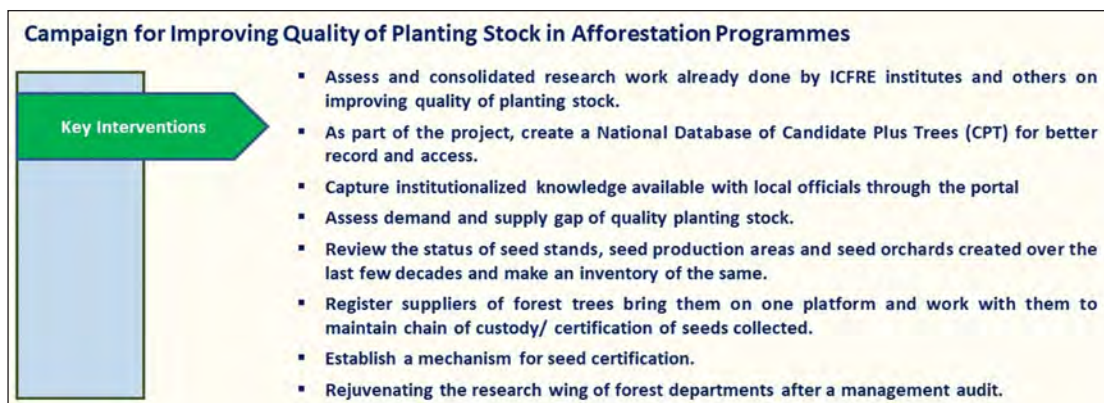 Campaign for Improving Quality of Planting Stock in Afforestation Programmes
Key Interventions
▪ Assess and consolidated research work already done by ICFRE institutes and others on
improving quality of planting stock.
▪ As part of the project, create a National Database of Candidate Plus Trees (CPT) for better
record and access.
▪ Capture institutionalized knowledge available with local officials through the portal
▪ Assess demand and supply gap of quality planting stock.
▪ Review the status of seed stands, seed production areas and seed orchards created over the
last few decades and make an inventory of the same.
▪ Register suppliers of forest trees bring them on one platform and work with them to
maintain chain of custody/ certification of seeds collected.
▪ Establish a mechanism for seed certification.
▪ Rejuvenating the research wing of forest departments after a management audit.